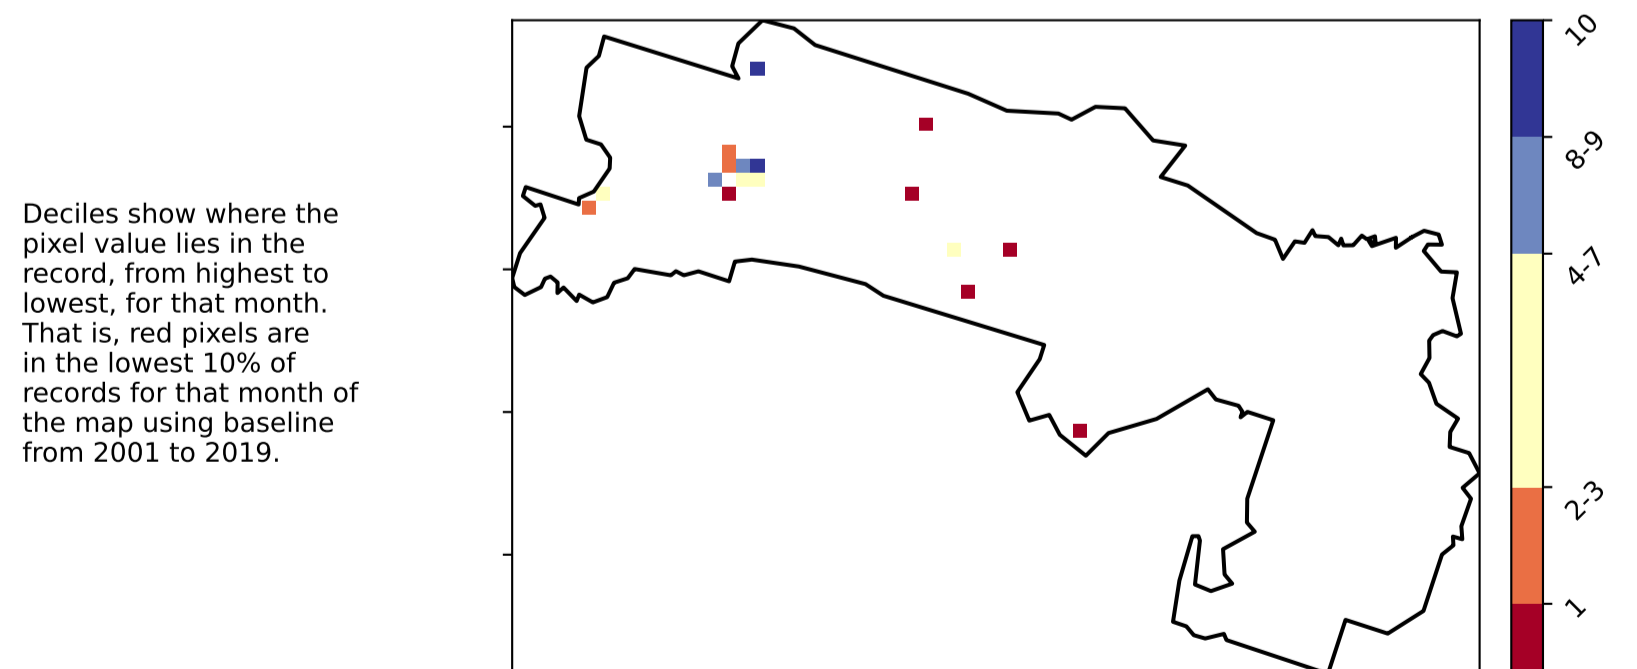 Deciles show where the
pixel value lies in the
record, from highest to
lowest, for that month.
That is, red pixels are
in the lowest 10% of
records for that month of
the map using baseline
from 2001 to 2019.
10
8-9
4-7
2-3
1